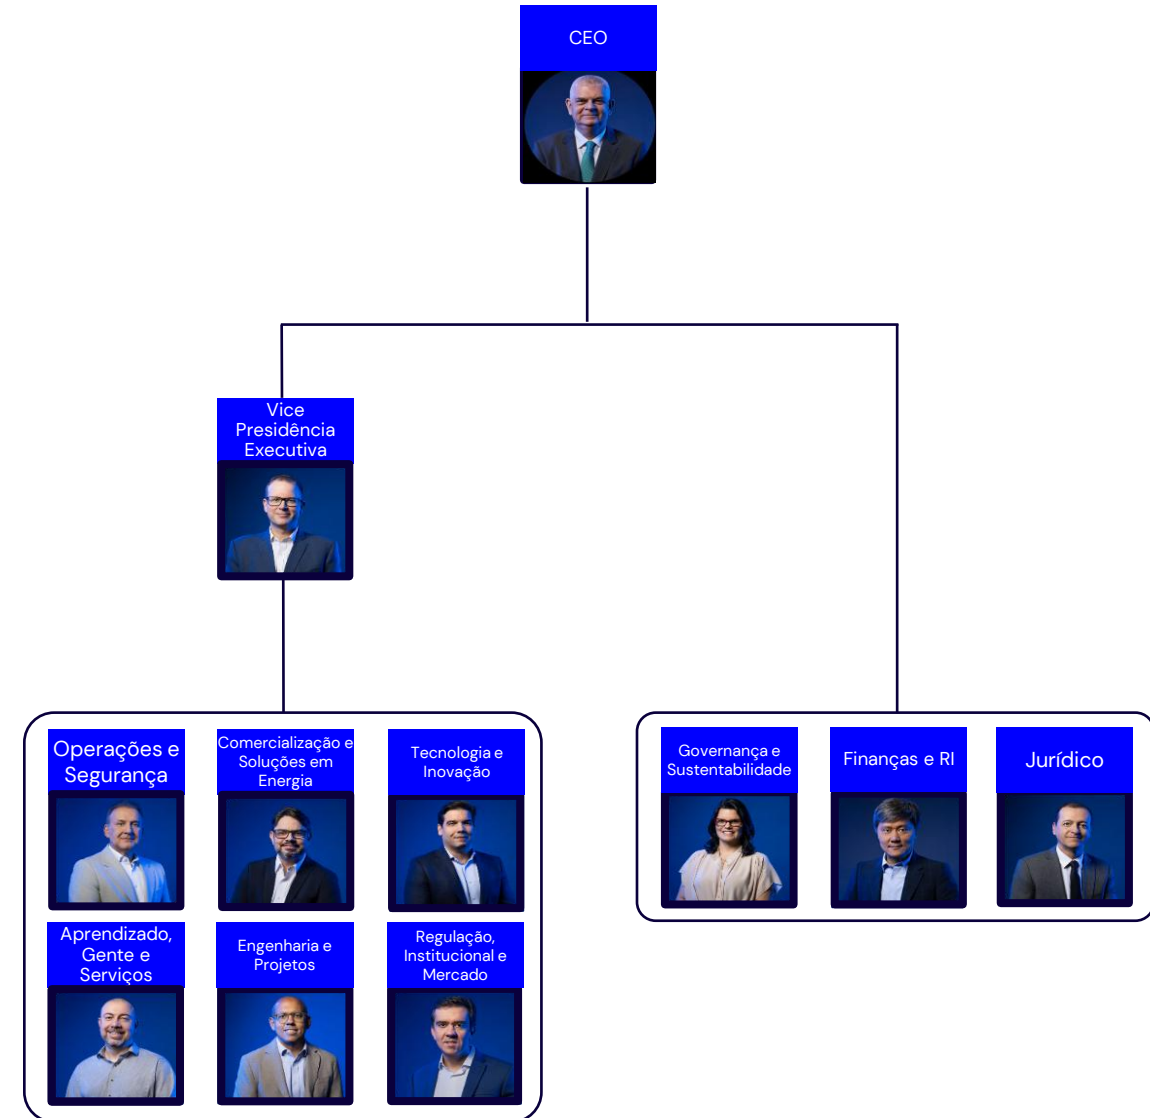 CEO
Vice
Presidência
Executiva
Operações e
Segurança
Comercialização e
Soluções em
Energia
Tecnologia e
Inovação
Governança e
Sustentabilidade
Finanças e RI
Jurídico
Aprendizado,
Gente e
Serviços
Engenharia e
Projetos
Regulação,
Institucional e
Mercado